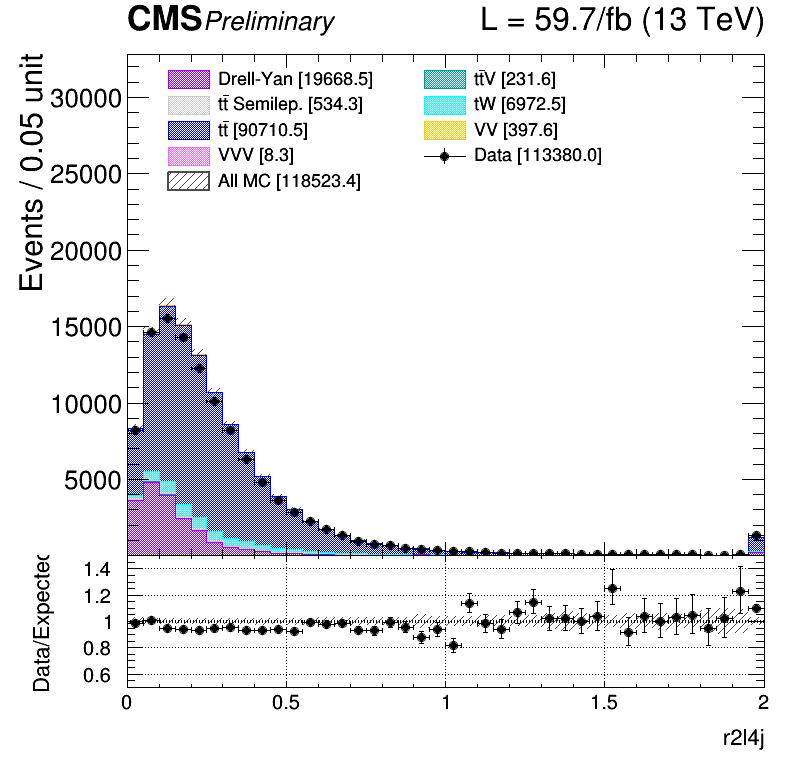 CMS Preliminary L = 59.7/fb (13 TeV)
Events / 0.05 unit
30000
25000
20000
15000
10000
5000
Drell-Yan [19668.5]
tt̄ Semilep. [534.3]
tt̄ [90710.5]
VVV [8.3]
All MC [118523.4]
tt̄V [231.6]
tW [6972.5]
VV [397.6]
Data [113380.0]
Data/Expected
1.4
1.2
1
0.8
0.6
0 0.5 1 1.5 2
r2l4j